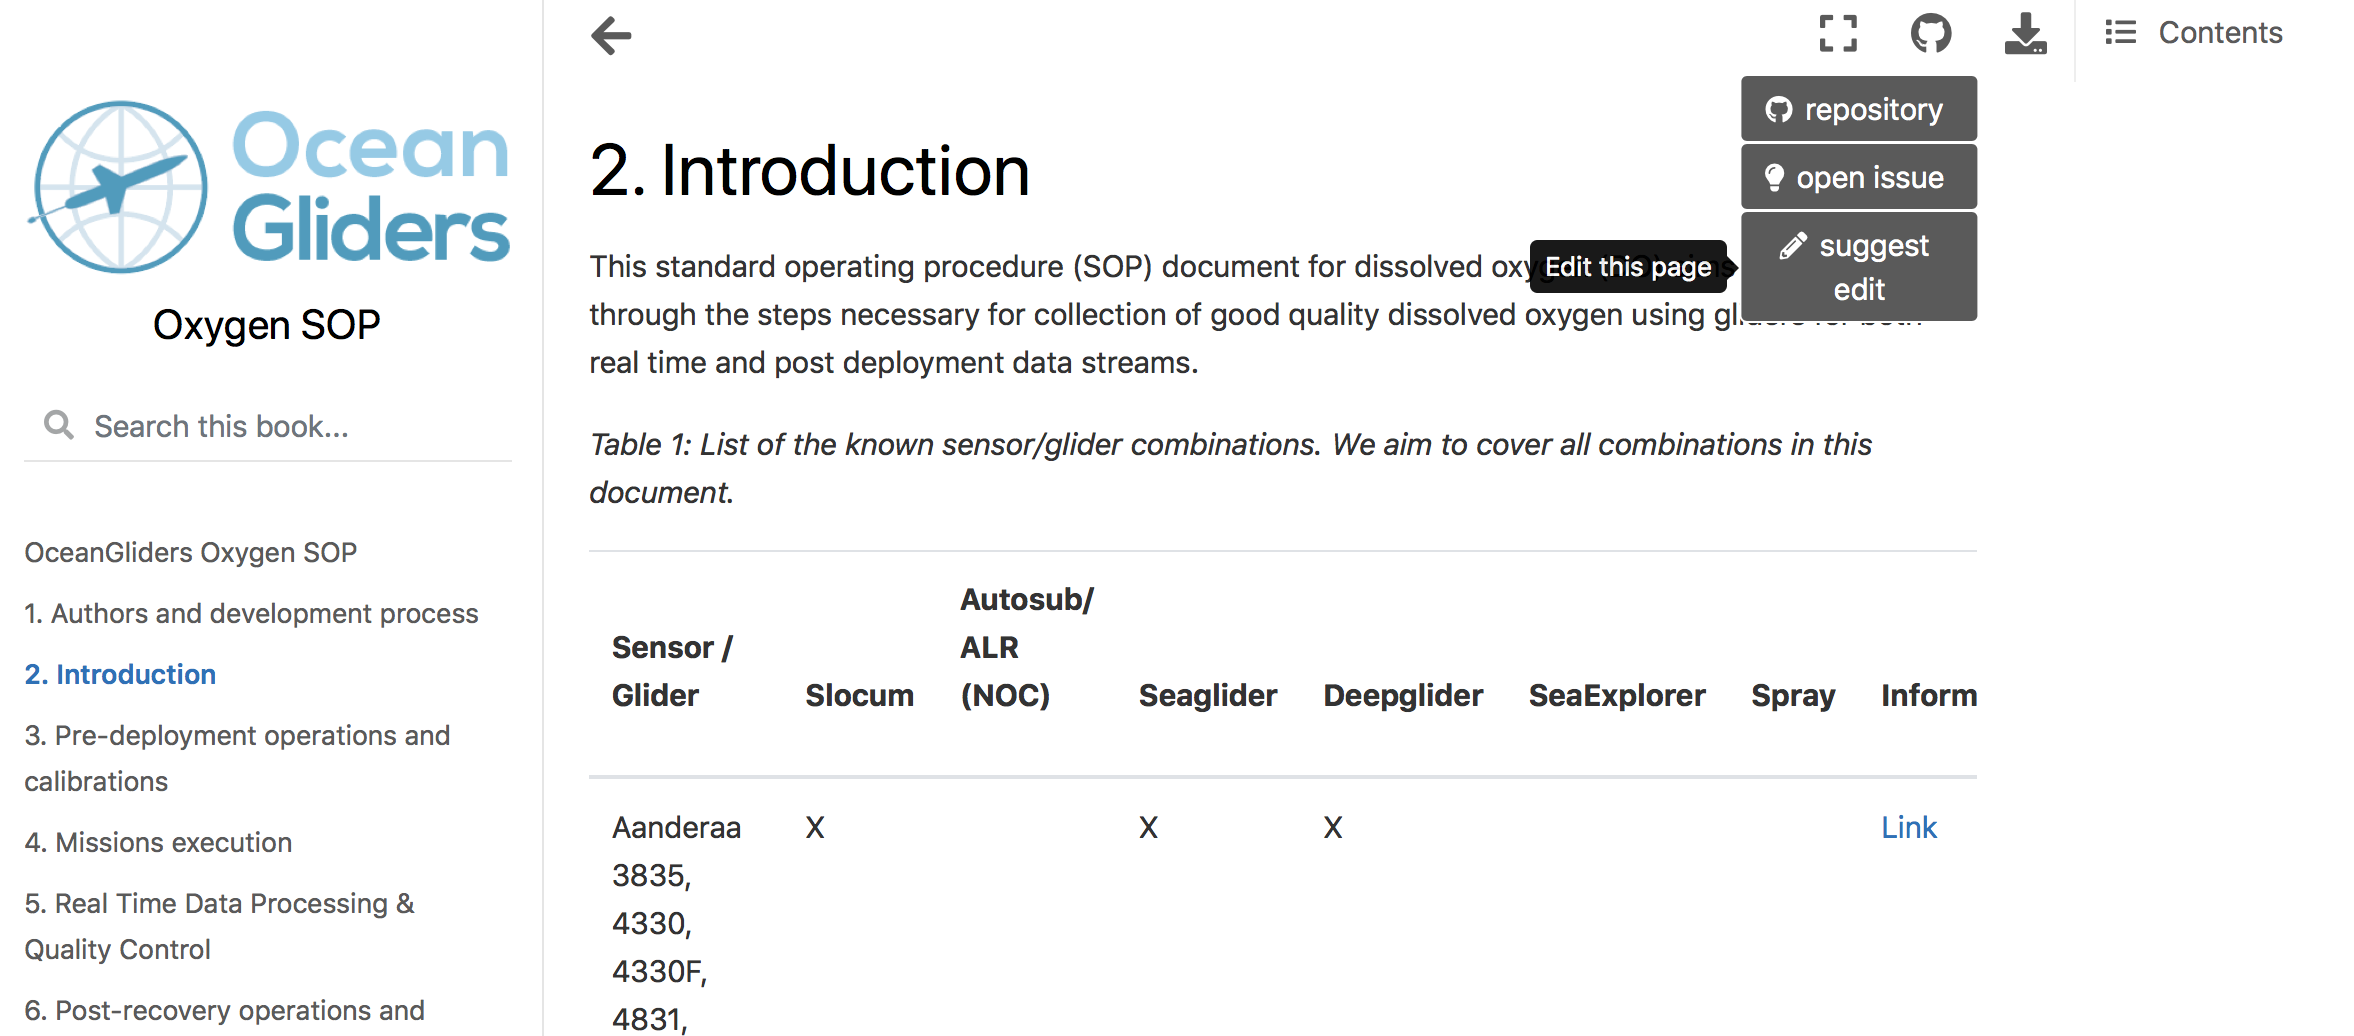 Ocean
Gliders
Oxygen SOP
Search this book...
OceanGliders Oxygen SOP
1. Authors and development process
2. Introduction
3. Pre-deployment operations and
calibrations
4. Missions execution
5. Real Time Data Processing &
Quality Control
6. Post-recovery operations and
Contents
repository
open issue
suggest
edit
Edit this page
2. Introduction
This standard operating procedure (SOP) document for dissolved
through the steps necessary for collection of good quality dissolved oxygen using
real time and post deployment data streams.
Table 1: List of the known sensor/glider combinations. We aim to cover all combinations in this
document.
Sensor /
Glider
Slocum
Autosub/
ALR
(NOC)
Seaglider
Deepglider
SeaExplorer
Spray
Inform
Aanderaa
3835,
4330,
4330F,
4831,
X
X
X
Link